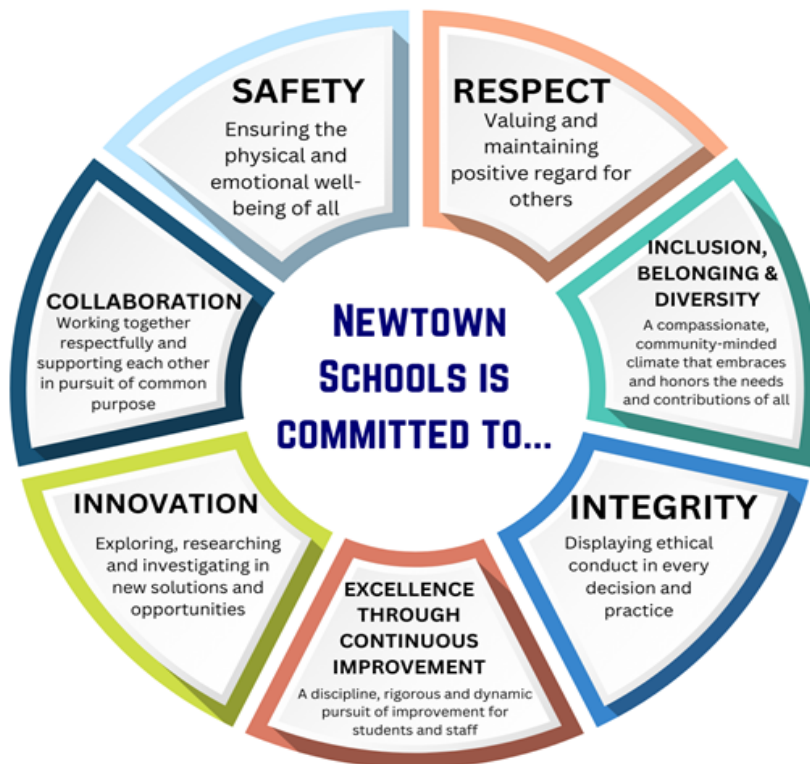 NEWTOWN
SCHOOLS IS
COMMITTED TO...
SAFETY
Ensuring the
physical and
emotional well-
being of all
RESPECT
Valuing and
maintaining
positive regard for
others
INCLUSION,
BELONGING &
DIVERSITY
A compassionate,
community-minded
climate that embraces
and honors the needs
and contributions of all
INTEGRITY
Displaying ethical
conduct in every
decision and
practice
EXCELLENCE
THROUGH
CONTINUOUS
IMPROVEMENT
A discipline, rigorous and dynamic
pursuit of improvement for
students and staff
INNOVATION
Exploring, researching
and investigating in
new solutions and
opportunities
COLLABORATION
Working together
respectfully and
supporting each other
in pursuit of common
purpose